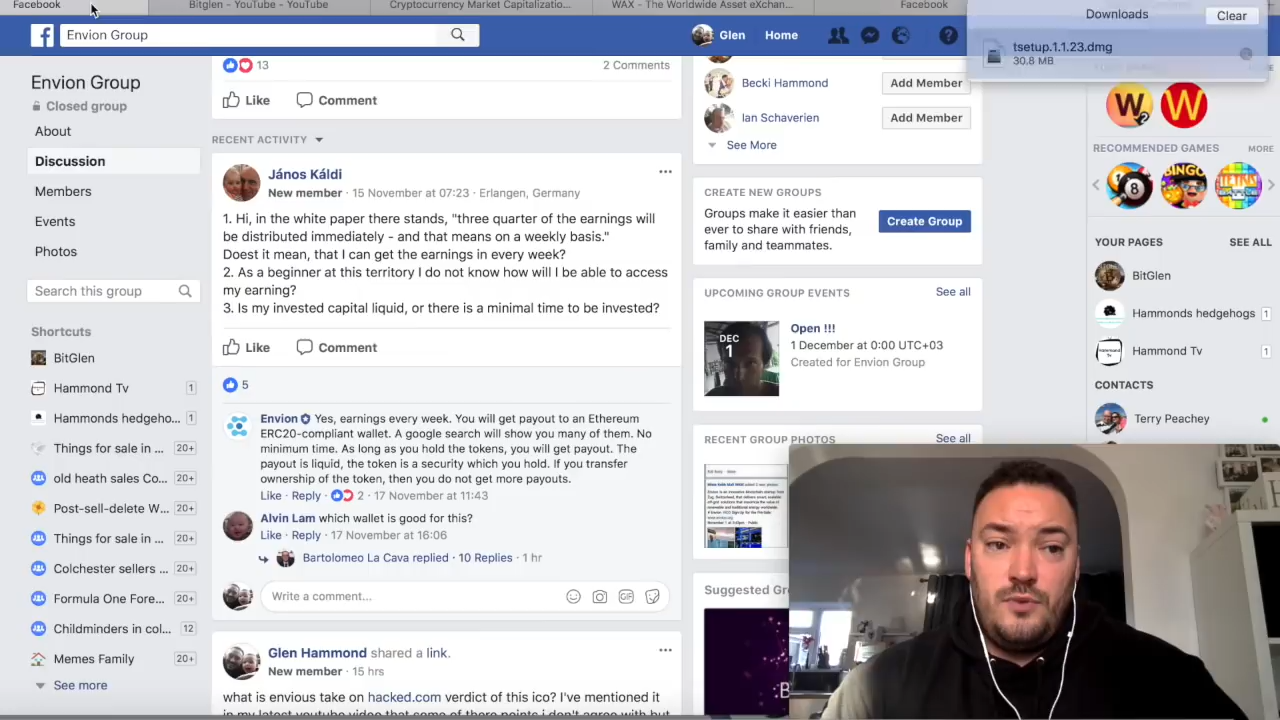 Facebook
Bitglen - YouTube - YouTube
Cryptocurrency Market Capitalizatio...
WAX - The Worldwide Asset eXchan...
Facebook
Downloads
Clear
tsetup.1.1.23.dmg
30.8 MB
Envion Group
Glen
Home
Envion Group
Closed group
About
Discussion
Members
Events
Photos
Search this group
Shortcuts
BitGlen
Hammond Tv 1
Hammonds hedgeho... 1
Things for sale in ... 20+
old heath sales Co... 20+
Post-sell-delete W... 20+
Things for sale in ... 20+
Colchester sellers ... 20+
Formula One Fore... 20+
Childminders in col... 12
Memes Family 20+
See more
13
2 Comments
Like
Comment
RECENT ACTIVITY
János Káldi
New member · 15 November at 07:23 · Erlangen, Germany
1. Hi, in the white paper there stands, "three quarter of the earnings will
be distributed immediately - and that means on a weekly basis."
Doest it mean, that I can get the earnings in every week?
2. As a beginner at this territory I do not know how will I be able to access
my earning?
3. Is my invested capital liquid, or there is a minimal time to be invested?
Like
Comment
5
Envion Yes, earnings every week. You will get payout to an Ethereum
ERC20-compliant wallet. A google search will show you many of them. No
minimum time. As long as you hold the tokens, you will get payout. The
payout is liquid, the token is a security which you hold. If you transfer
ownership of the token, then you do not get more payouts.
Like · Reply · 2 · 17 November at 11:43
Alvin Lam which wallet is good for this?
Like · Reply · 17 November at 16:06
Bartolomeo La Cava replied · 10 Replies · 1 hr
Write a comment...
GIF
Glen Hammond shared a link.
New member · 15 hrs
what is envious take on hacked.com verdict of this ico? I've mentioned it
in my latest youtube video that some of there points i don't agree with but
Becki Hammond
Add Member
Ian Schaverien
Add Member
See More
CREATE NEW GROUPS
Groups make it easier than
ever to share with friends,
family and teammates.
Create Group
UPCOMING GROUP EVENTS
See all
DEC
1
Open !!!
1 December at 0:00 UTC+03
Created for Envion Group
RECENT GROUP PHOTOS
See all
Suggested Gr
W
W
RECOMMENDED GAMES
MORE
8
BINGO
YOUR PAGES
SEE ALL
BitGlen
Hammonds hedgehogs 1
Hammond Tv 1
CONTACTS
Terry Peachey